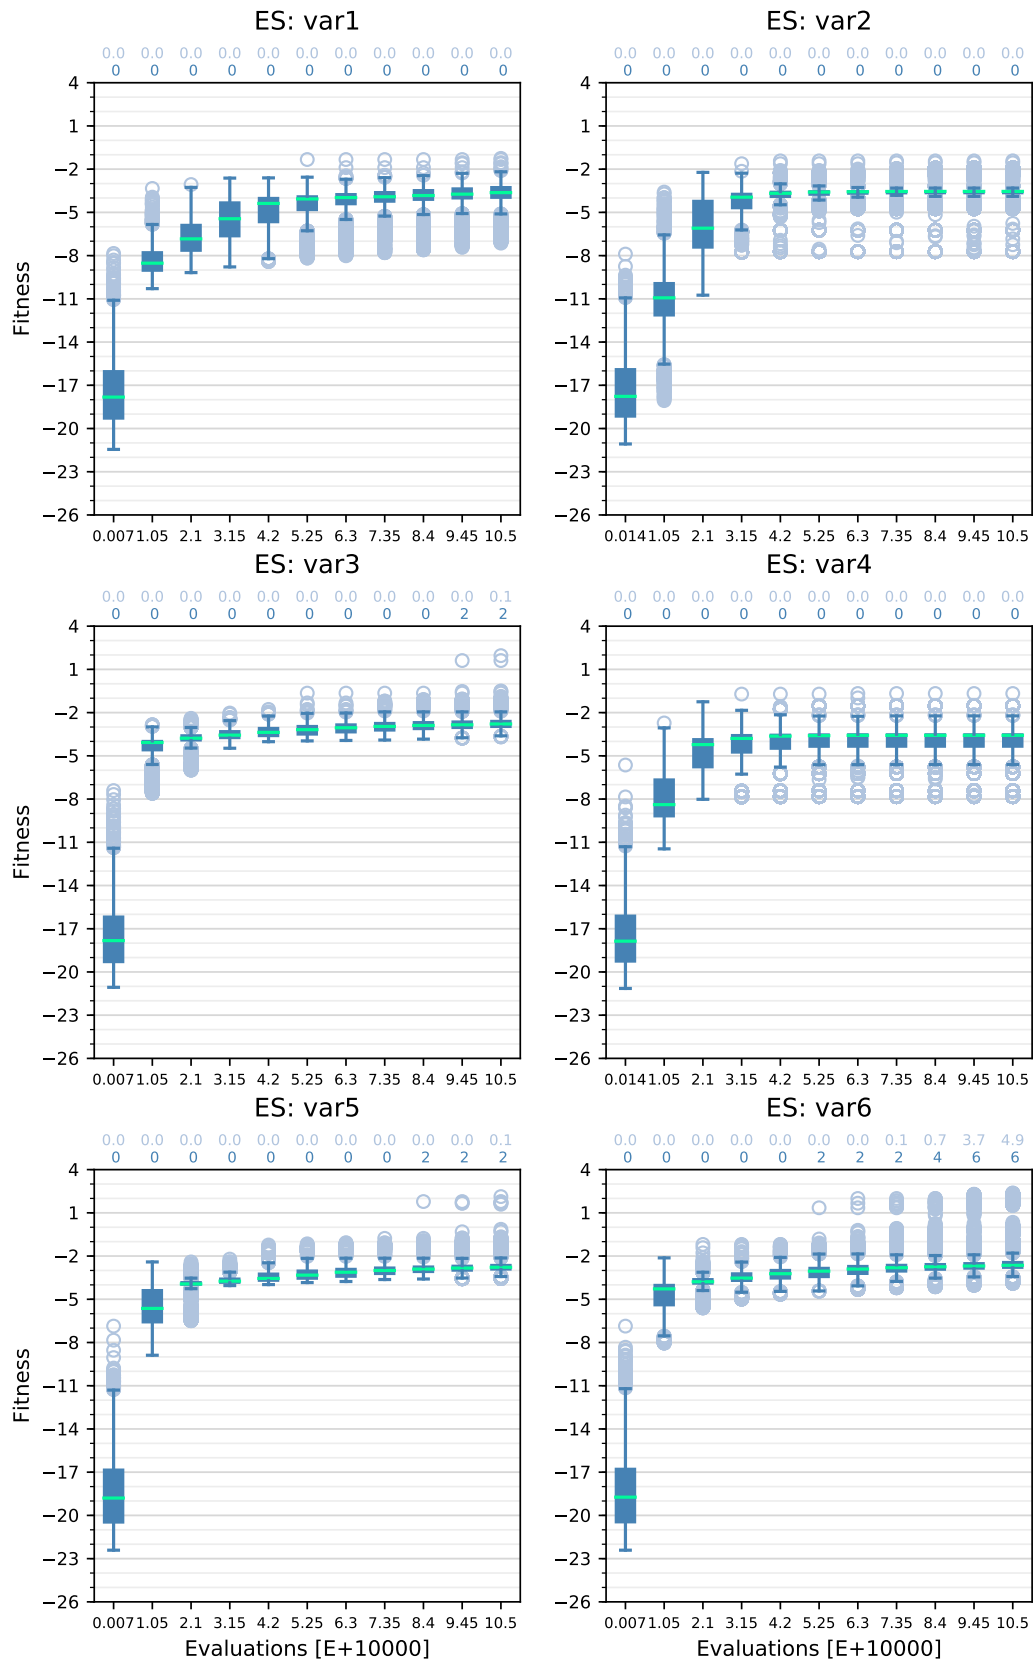 ES: var1
0.0 0.0 0.0 0.0 0.0 0.0 0.0 0.0 0.0 0.0 0.0
0 0 0 0 0 0 0 0 0 0 0
4
1
−2
−5
−8
−11
−14
−17
−20
−23
−26
Fitness
0.007 1.05 2.1 3.15 4.2 5.25 6.3 7.35 8.4 9.45 10.5
ES: var2
0.0 0.0 0.0 0.0 0.0 0.0 0.0 0.0 0.0 0.0 0.0
0 0 0 0 0 0 0 0 0 0 0
4
1
−2
−5
−8
−11
−14
−17
−20
−23
−26
0.014 1.05 2.1 3.15 4.2 5.25 6.3 7.35 8.4 9.45 10.5
ES: var3
0.0 0.0 0.0 0.0 0.0 0.0 0.0 0.0 0.0 0.0 0.1
0 0 0 0 0 0 0 0 0 2 2
4
1
−2
−5
−8
−11
−14
−17
−20
−23
−26
Fitness
0.007 1.05 2.1 3.15 4.2 5.25 6.3 7.35 8.4 9.45 10.5
ES: var4
0.0 0.0 0.0 0.0 0.0 0.0 0.0 0.0 0.0 0.0 0.0
0 0 0 0 0 0 0 0 0 0 0
4
1
−2
−5
−8
−11
−14
−17
−20
−23
−26
0.014 1.05 2.1 3.15 4.2 5.25 6.3 7.35 8.4 9.45 10.5
ES: var5
0.0 0.0 0.0 0.0 0.0 0.0 0.0 0.0 0.0 0.0 0.1
0 0 0 0 0 0 0 0 2 2 2
4
1
−2
−5
−8
−11
−14
−17
−20
−23
−26
Fitness
0.007 1.05 2.1 3.15 4.2 5.25 6.3 7.35 8.4 9.45 10.5
Evaluations [E+10000]
ES: var6
0.0 0.0 0.0 0.0 0.0 0.0 0.0 0.1 0.7 3.7 4.9
0 0 0 0 0 2 2 2 4 6 6
4
1
−2
−5
−8
−11
−14
−17
−20
−23
−26
0.007 1.05 2.1 3.15 4.2 5.25 6.3 7.35 8.4 9.45 10.5
Evaluations [E+10000]